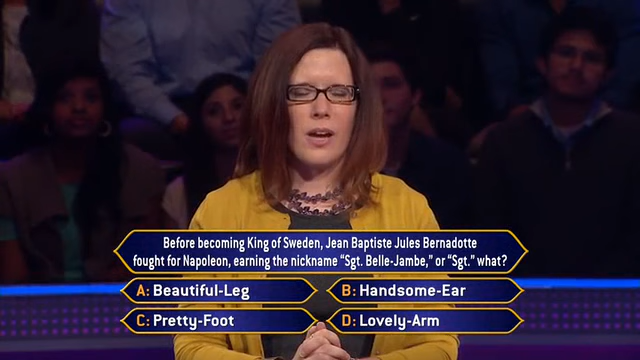 Before becoming King of Sweden, Jean Baptiste Jules Bernadotte
fought for Napoleon, earning the nickname “Sgt. Belle-Jambe,” or “Sgt.” what?
A: Beautiful-Leg
B: Handsome-Ear
C: Pretty-Foot
D: Lovely-Arm